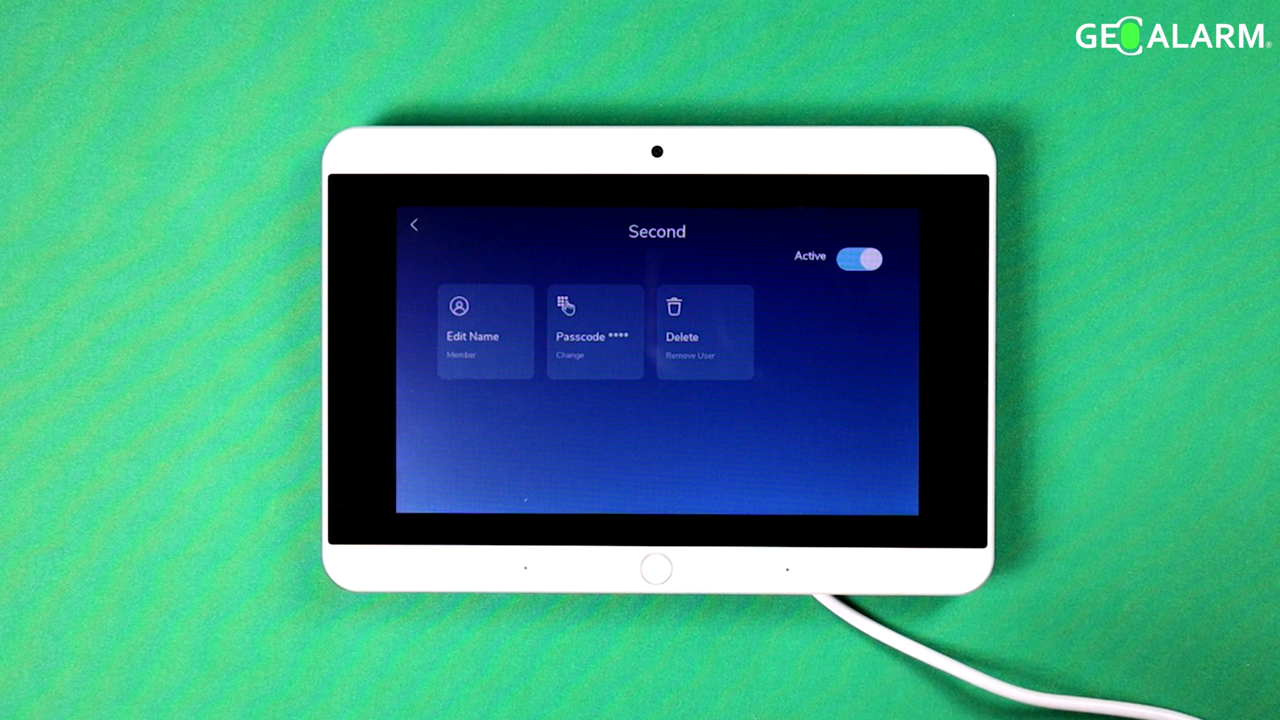 GEOALARM®
Second
Active
Edit Name
Member
Passcode ****
Change
Delete
Remove User